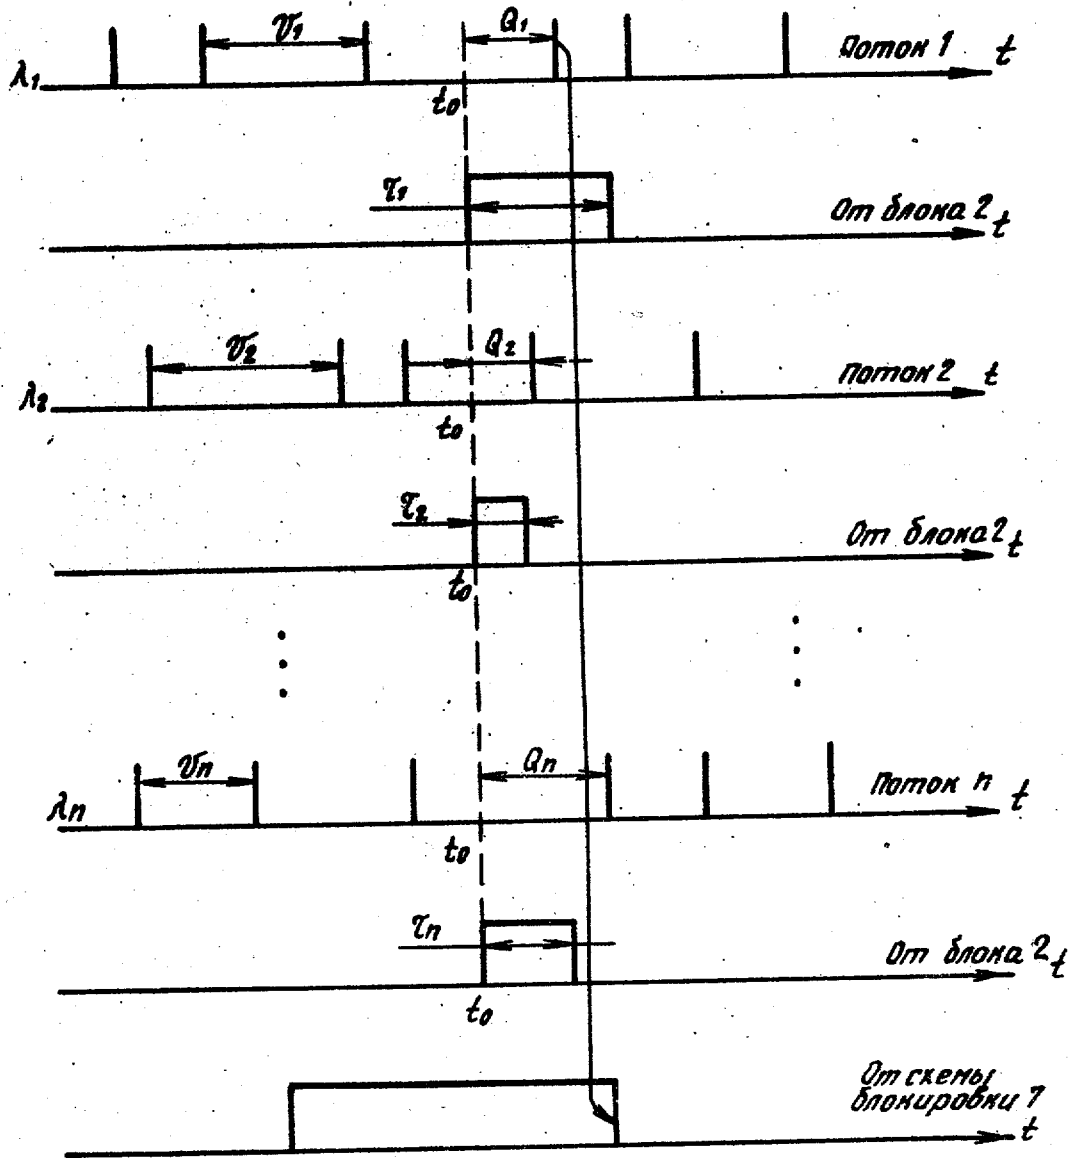 𝜗₁ Q₁ Поток 1 t
λ₁
t₀
τ₁ От блока 2 t
𝜗₂ Q₂ Поток 2 t
λ₂
t₀
τ₂ От блока 2 t
t₀
𝜗n Qn Поток n t
λn
t₀
τn От блока 2 t
t₀
От схемы
блокировки 7
t